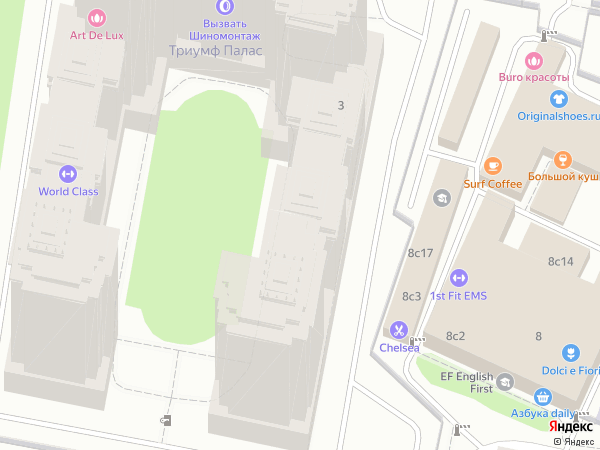 Art De Lux
Вызвать
Шиномонтаж
Триумф Палас
3
Buro красоты
Originalshoes.ru
World Class
Surf Coffee
Большой куш
8с17
8с14
1st Fit EMS
8с3
8с2
8
Chelsea
EF English
First
Dolci e Fiori
Азбука daily
Яндекс
© Яндекс